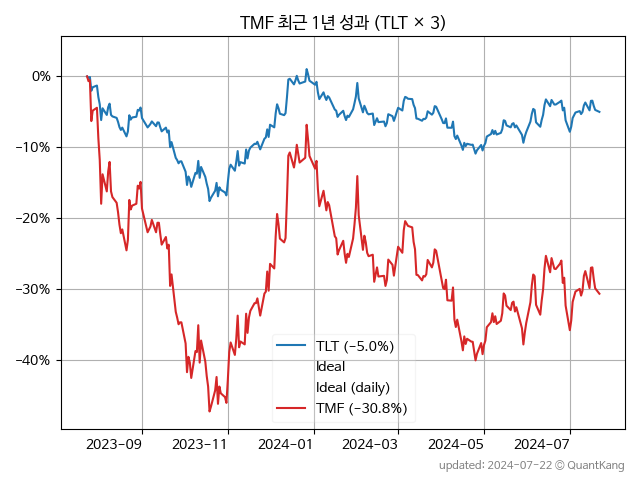 TMF 최근 1년 성과 (TLT × 3)
0%
−10%
−20%
−30%
−40%
TLT (−5.0%)
Ideal
Ideal (daily)
TMF (−30.8%)
2023-09
2023-11
2024-01
2024-03
2024-05
2024-07
updated: 2024-07-22 © QuantKang